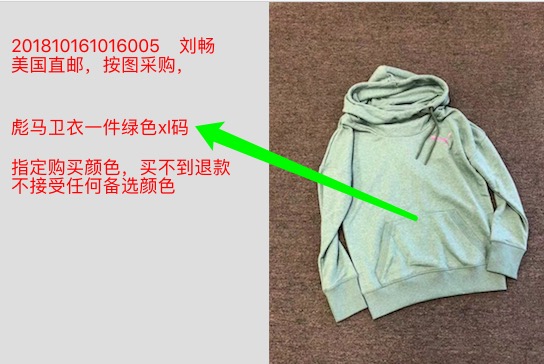 201810161016005 刘畅
美国直邮，按图采购，
彪马卫衣一件绿色xl码
指定购买颜色，买不到退款
不接受任何备选颜色